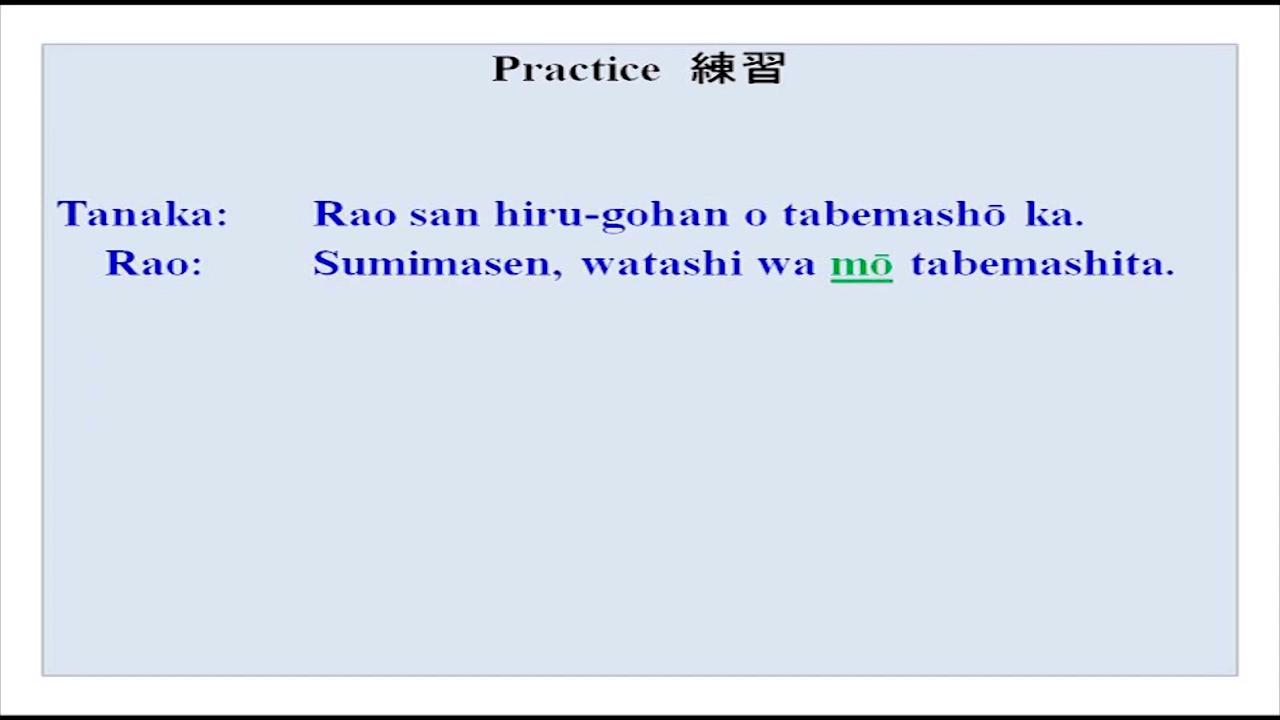 Practice 練習
Tanaka: Rao san hiru-gohan o tabemashō ka.
Rao: Sumimasen, watashi wa mō tabemashita.